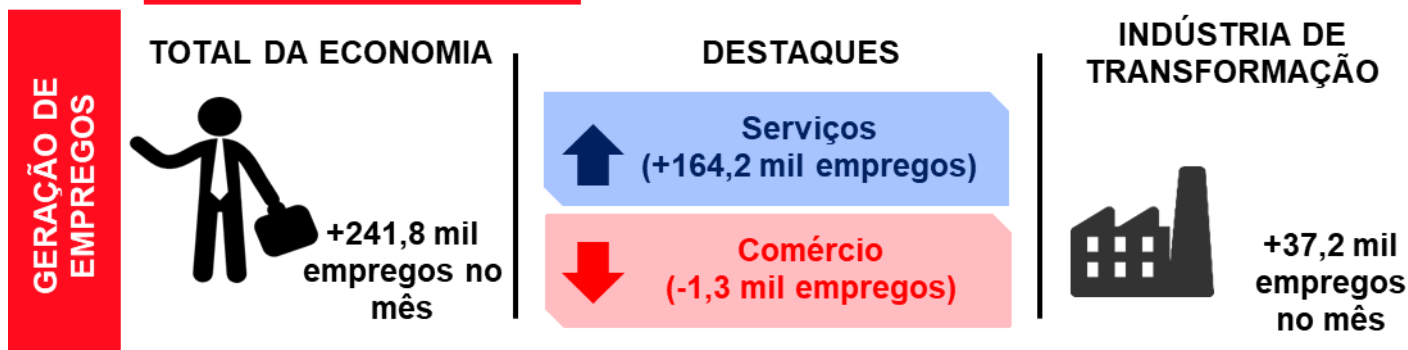 GERAÇÃO DE
EMPREGOS
TOTAL DA ECONOMIA
+241,8 mil
empregos no
mês
DESTAQUES
Serviços
(+164,2 mil empregos)
Comércio
(-1,3 mil empregos)
INDÚSTRIA DE
TRANSFORMAÇÃO
+37,2 mil
empregos
no mês